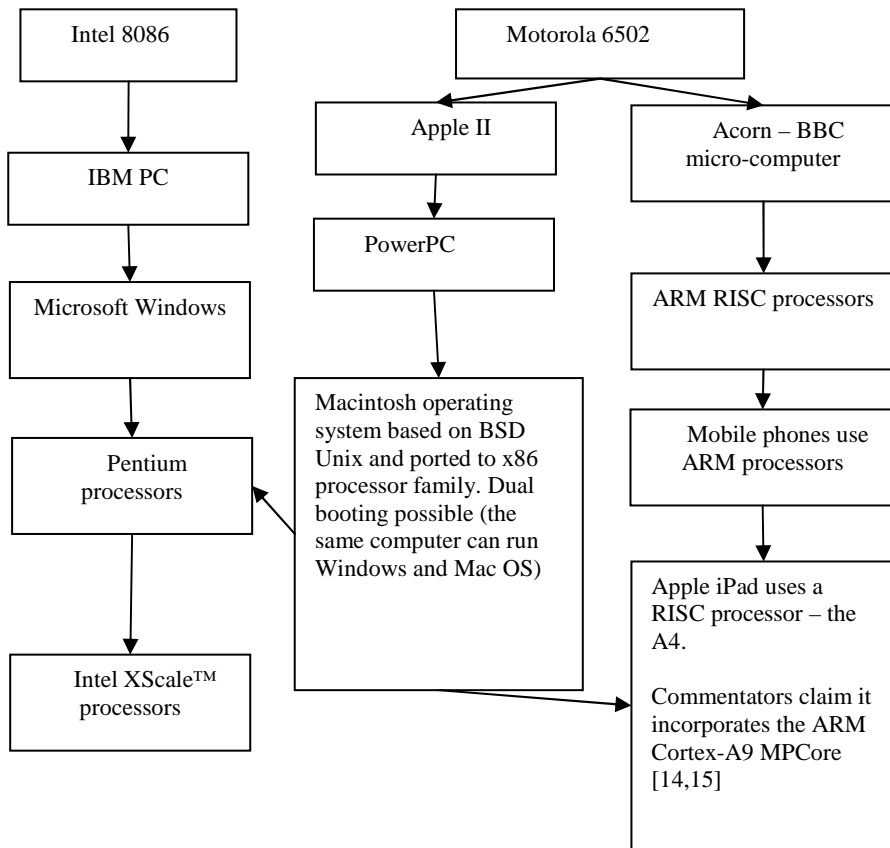 Intel 8086
Motorola 6502
Apple II
Acorn – BBC
micro-computer
IBM PC
PowerPC
Microsoft Windows
ARM RISC processors
Macintosh operating
system based on BSD
Unix and ported to x86
processor family. Dual
booting possible (the
same computer can run
Windows and Mac OS)
Mobile phones use
ARM processors
Pentium
processors
Apple iPad uses a
RISC processor – the
A4.
Commentators claim it
incorporates the ARM
Cortex-A9 MPCore
[14,15]
Intel XScale™
processors